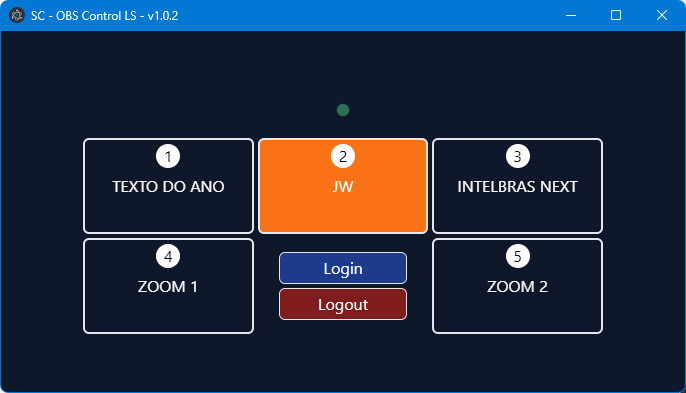 SC - OBS Control LS - v1.0.2
1
TEXTO DO ANO
2
JW
3
INTELBRAS NEXT
4
ZOOM 1
Login
Logout
5
ZOOM 2